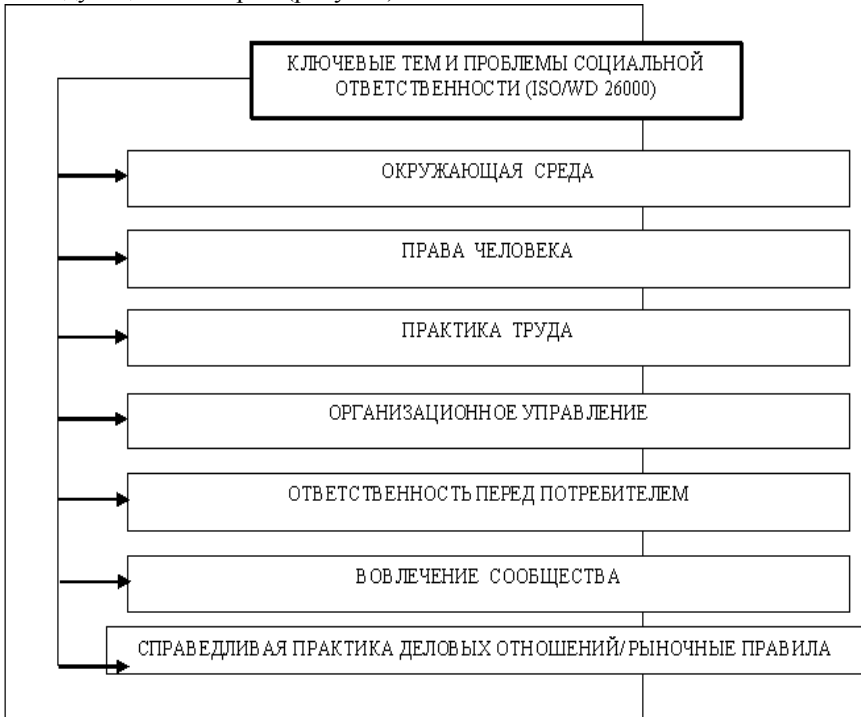 КЛЮЧЕВЫЕ ТЕМ И ПРОБЛЕМЫ СОЦИАЛЬНОЙ
ОТВЕТСТВЕННОСТИ (ISO/WD 26000)
ОКРУЖАЮЩАЯ СРЕДА
ПРАВА ЧЕЛОВЕКА
ПРАКТИКА ТРУДА
ОРГАНИЗАЦИОННОЕ УПРАВЛЕНИЕ
ОТВЕТСТВЕННОСТЬ ПЕРЕД ПОТРЕБИТЕЛЕМ
ВОВЛЕЧЕНИЕ СООБЩЕСТВА
СПРАВЕДЛИВАЯ ПРАКТИКА ДЕЛОВЫХ ОТНОШЕНИЙ/РЫНОЧНЫЕ ПРАВИЛА